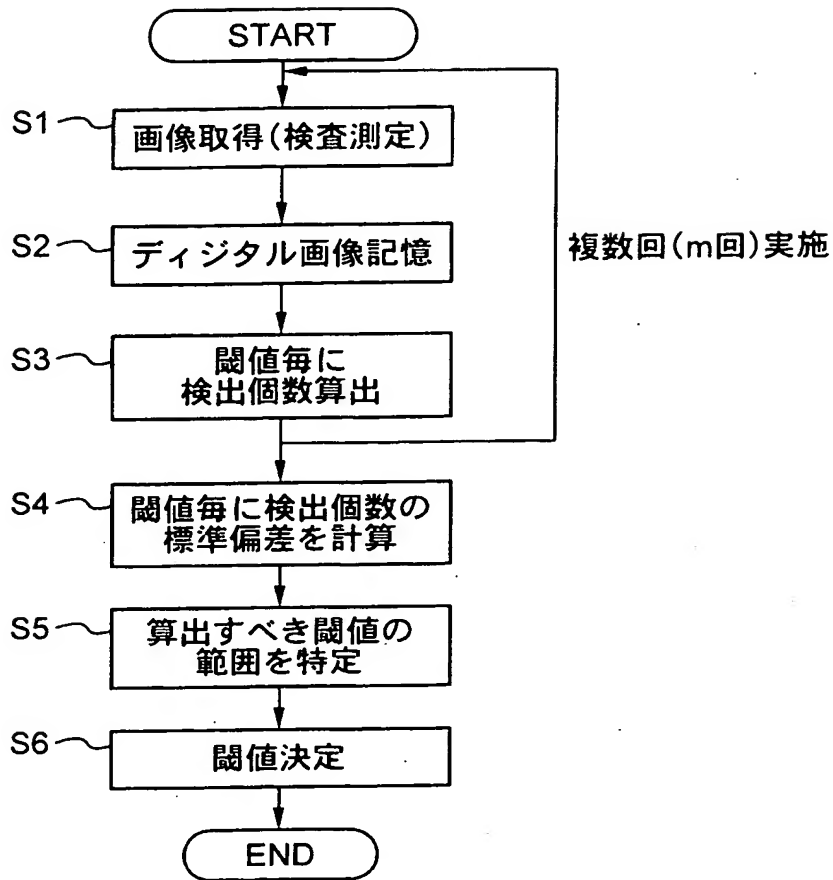 START
S1
画像取得(検査測定)
S2
ディジタル画像記憶
複数回(m回)実施
S3
閾値毎に
検出個数算出
S4
閾値毎に検出個数の
標準偏差を計算
S5
算出すべき閾値の
範囲を特定
S6
閾値決定
END